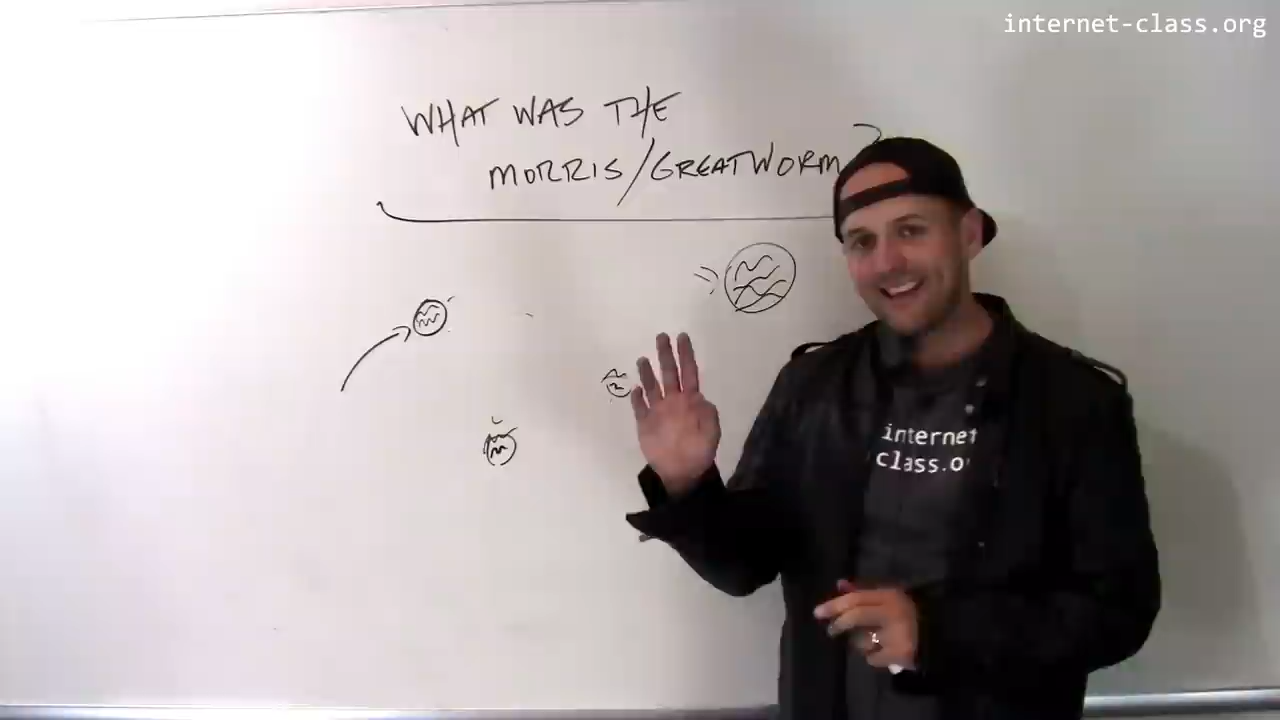 internet-class.org
WHAT WAS THE
MORRIS/GREAT WORM?
internet
class.o